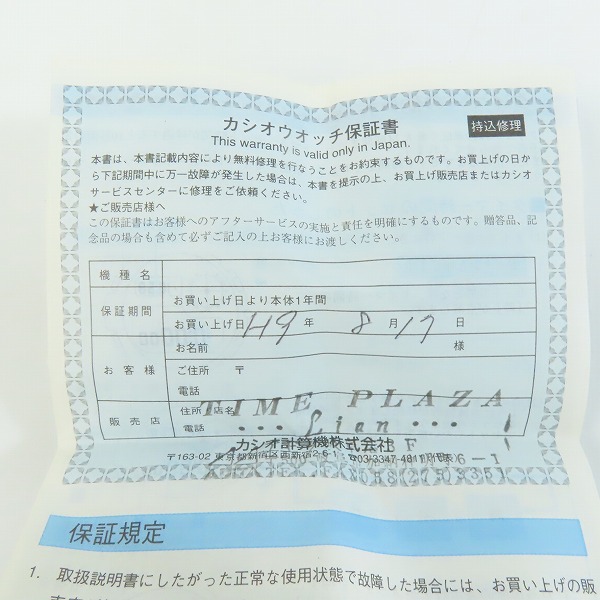 カシオウオッチ保証書
This warranty is valid only in Japan.
持込修理
本書は、本書記載内容により無料修理を行なうことをお約束するものです。お買上げの日か
ら下記期間中に万一故障が発生した場合は、本書を提示の上、お買上げ販売店またはカシオ
サービスセンターに修理をご依頼ください。
★ご販売店様へ
この保証書はお客様へのアフターサービスの実施と責任を明確にするものです。贈答品、記
念品の場合も含めて必ずご記入の上お客様にお渡しください。
機種名
保証期間
お買い上げ日より本体1年間
お買い上げ日 年 8月17日
お客様
お名前 様
ご住所 〒
電話
販売店
住所 店名
TIME PLAZA
電話 ・・・Lian・・・
カシオ計算機株式会社
〒163-02 東京都新宿区西新宿2-6-1
保証規定
1. 取扱説明書にしたがった正常な使用状態で故障した場合には、お買い上げの販